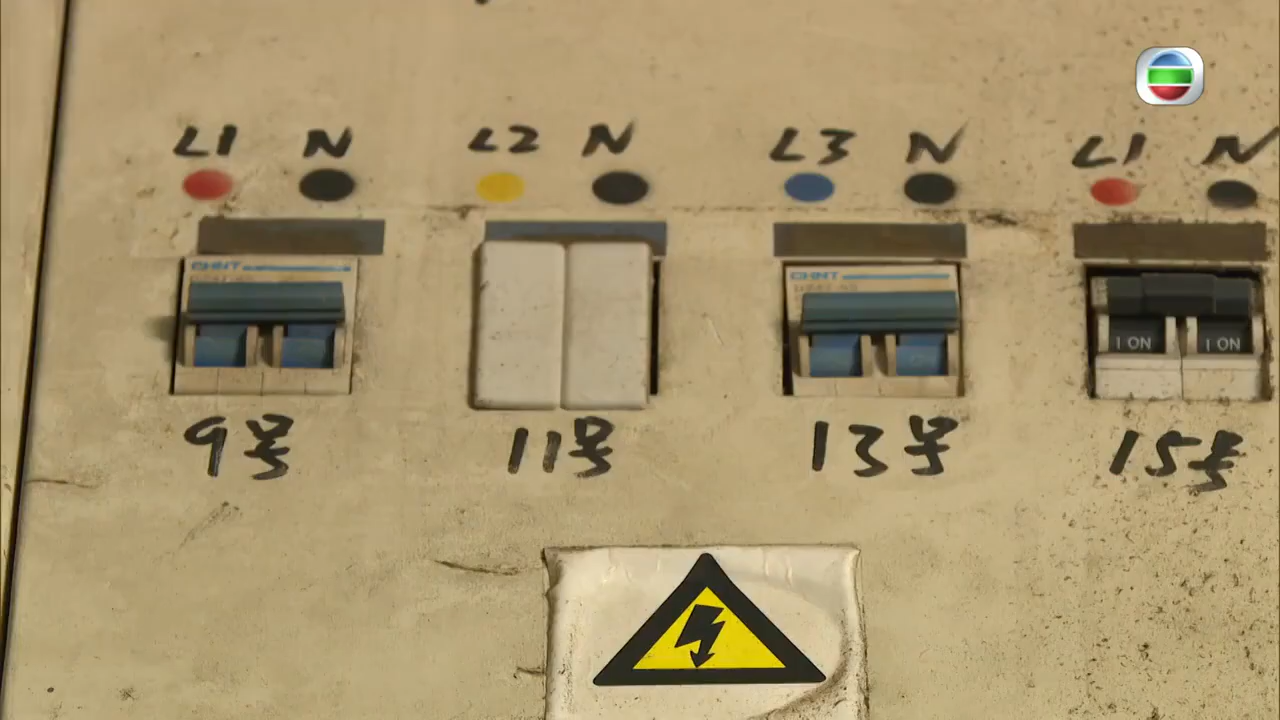 L1 N L2 N L3 N L1 N
CHNT CHNT
I ON I ON
9号 11号 13号 15号